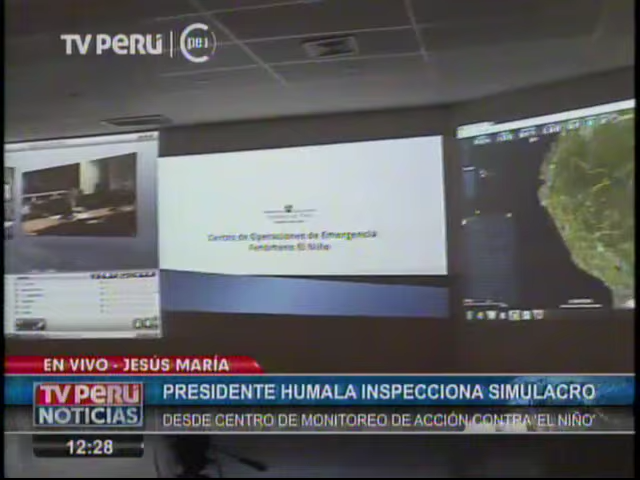 TV PERÚ
Centro de Operaciones de Emergencia
Fenómeno El Niño
EN VIVO - JESÚS MARÍA
TV PERÚ
NOTICIAS
PRESIDENTE HUMALA INSPECCIONA SIMULACRO
DESDE CENTRO DE MONITOREO DE ACCIÓN CONTRA 'EL NIÑO'
12:28